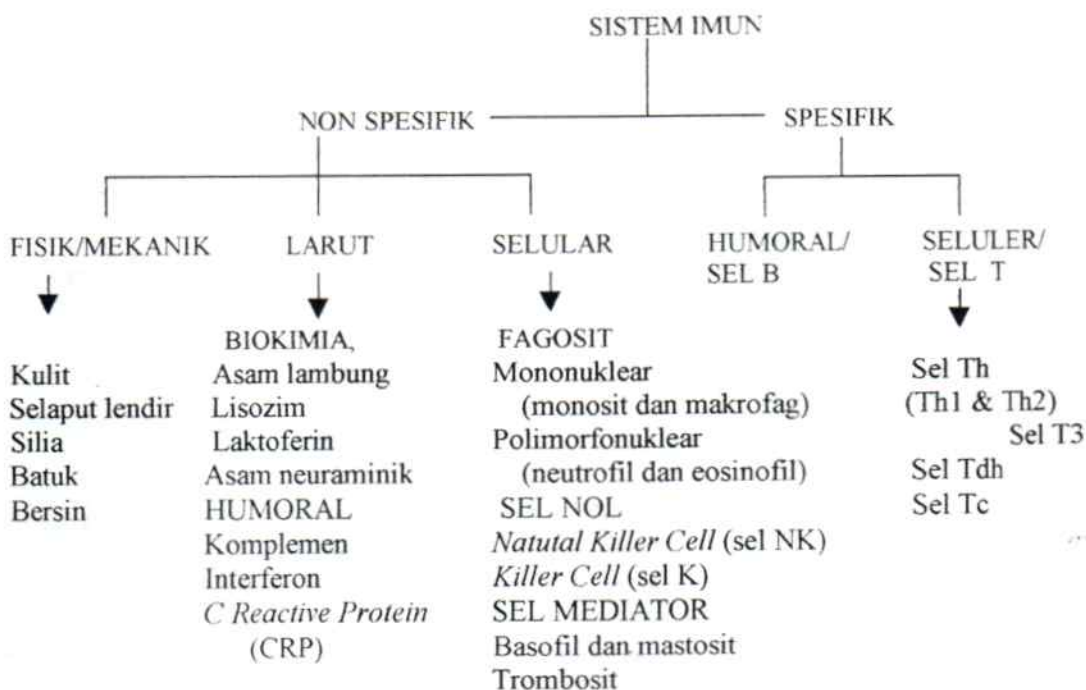 SISTEM IMUN
NON SPESIFIK
SPESIFIK
FISIK/MEKANIK
Kulit
Selaput lendir
Silia
Batuk
Bersin
LARUT
BIOKIMIA,
Asam lambung
Lisozim
Laktoferin
Asam neuraminik
HUMORAL
Komplemen
Interferon
C Reactive Protein
(CRP)
SELULAR
FAGOSIT
Mononuklear
(monosit dan makrofag)
Polimorfonuklear
(neutrofil dan eosinofil)
SEL NOL
Natutal Killer Cell (sel NK)
Killer Cell (sel K)
SEL MEDIATOR
Basofil dan mastosit
Trombosit
HUMORAL/
SEL B
SELULER/
SEL T
Sel Th
(Th1 & Th2)
Sel T3
Sel Tdh
Sel Tc